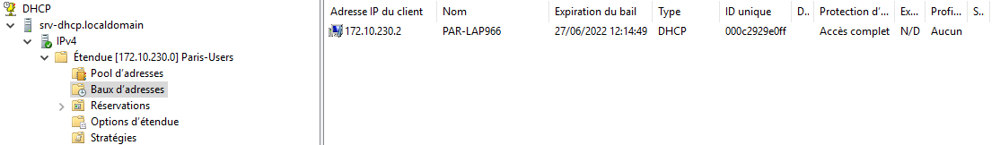 DHCP
srv-dhcp.localdomain
IPv4
Étendue [172.10.230.0] Paris-Users
Pool d'adresses
Baux d'adresses
Réservations
Options d'étendue
Stratégies
Adresse IP du client Nom Expiration du bail Type ID unique D.. Protection d'... Ex... Profi... S..
172.10.230.2 PAR-LAP966 27/06/2022 12:14:49 DHCP 000c2929e0ff Accès complet N/D Aucun